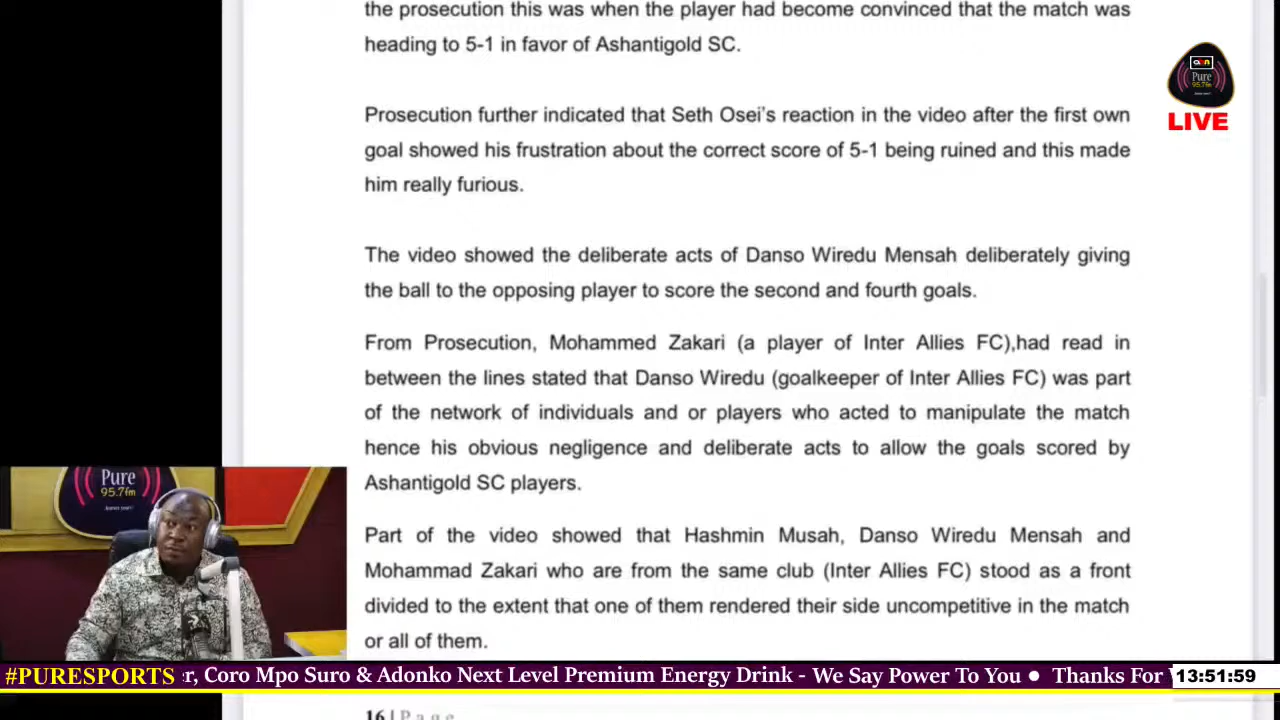 the prosecution this was when the player had become convinced that the match was
heading to 5-1 in favor of Ashantigold SC.
Prosecution further indicated that Seth Osei's reaction in the video after the first own
goal showed his frustration about the correct score of 5-1 being ruined and this made
him really furious.
The video showed the deliberate acts of Danso Wiredu Mensah deliberately giving
the ball to the opposing player to score the second and fourth goals.
From Prosecution, Mohammed Zakari (a player of Inter Allies FC),had read in
between the lines stated that Danso Wiredu (goalkeeper of Inter Allies FC) was part
of the network of individuals and or players who acted to manipulate the match
hence his obvious negligence and deliberate acts to allow the goals scored by
Ashantigold SC players.
Part of the video showed that Hashmin Musah, Danso Wiredu Mensah and
Mohammad Zakari who are from the same club (Inter Allies FC) stood as a front
divided to the extent that one of them rendered their side uncompetitive in the match
or all of them.
16 | Page
Pure
95.7fm
LIVE
Pure
95.7fm
#PURESPORTS r, Coro Mpo Suro & Adonko Next Level Premium Energy Drink - We Say Power To You ● Thanks For 13:51:59